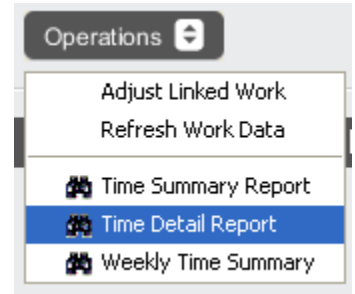 Operations
Adjust Linked Work
Refresh Work Data
Time Summary Report
Time Detail Report
Weekly Time Summary